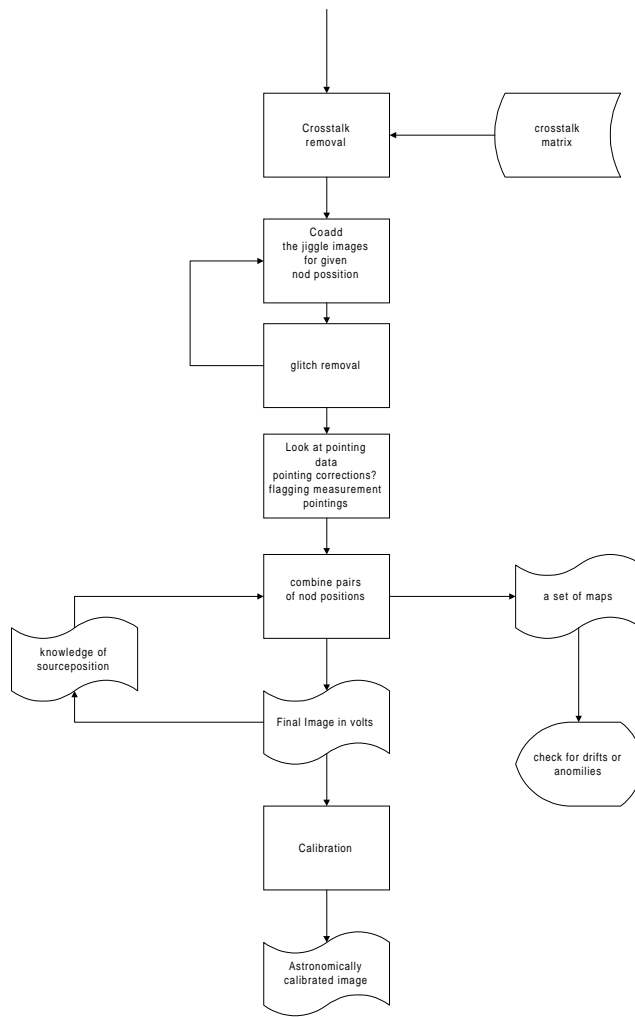 Crosstalk
removal
crosstalk
matrix
Coadd
the jiggle images
for given
nod possition
glitch removal
Look at pointing
data
pointing corrections?
flagging measurement
pointings
combine pairs
of nod positions
a set of maps
knowledge of
sourceposition
Final Image in volts
check for drifts or
anomilies
Calibration
Astronomically
calibrated image